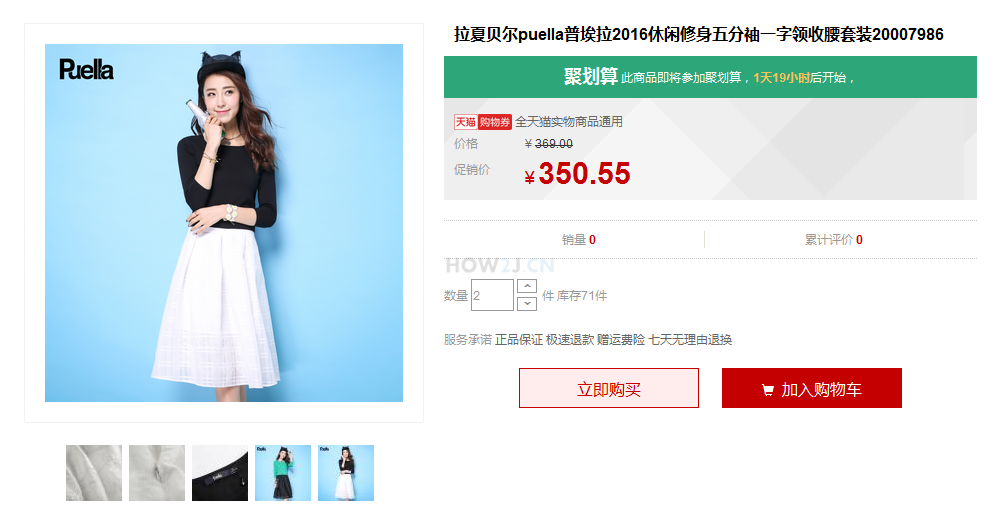 Puella
拉夏贝尔puella普埃拉2016休闲修身五分袖一字领收腰套装20007986
聚划算 此商品即将参加聚划算，1天19小时后开始，
天猫 购物券 全天猫实物商品通用
价格 ¥ 369.00
促销价 ¥ 350.55
销量 0 累计评价 0
HOW2J.CN
数量 2 件 库存71件
服务承诺 正品保证 极速退款 赠运费险 七天无理由退换
立即购买 加入购物车
Puella Puella